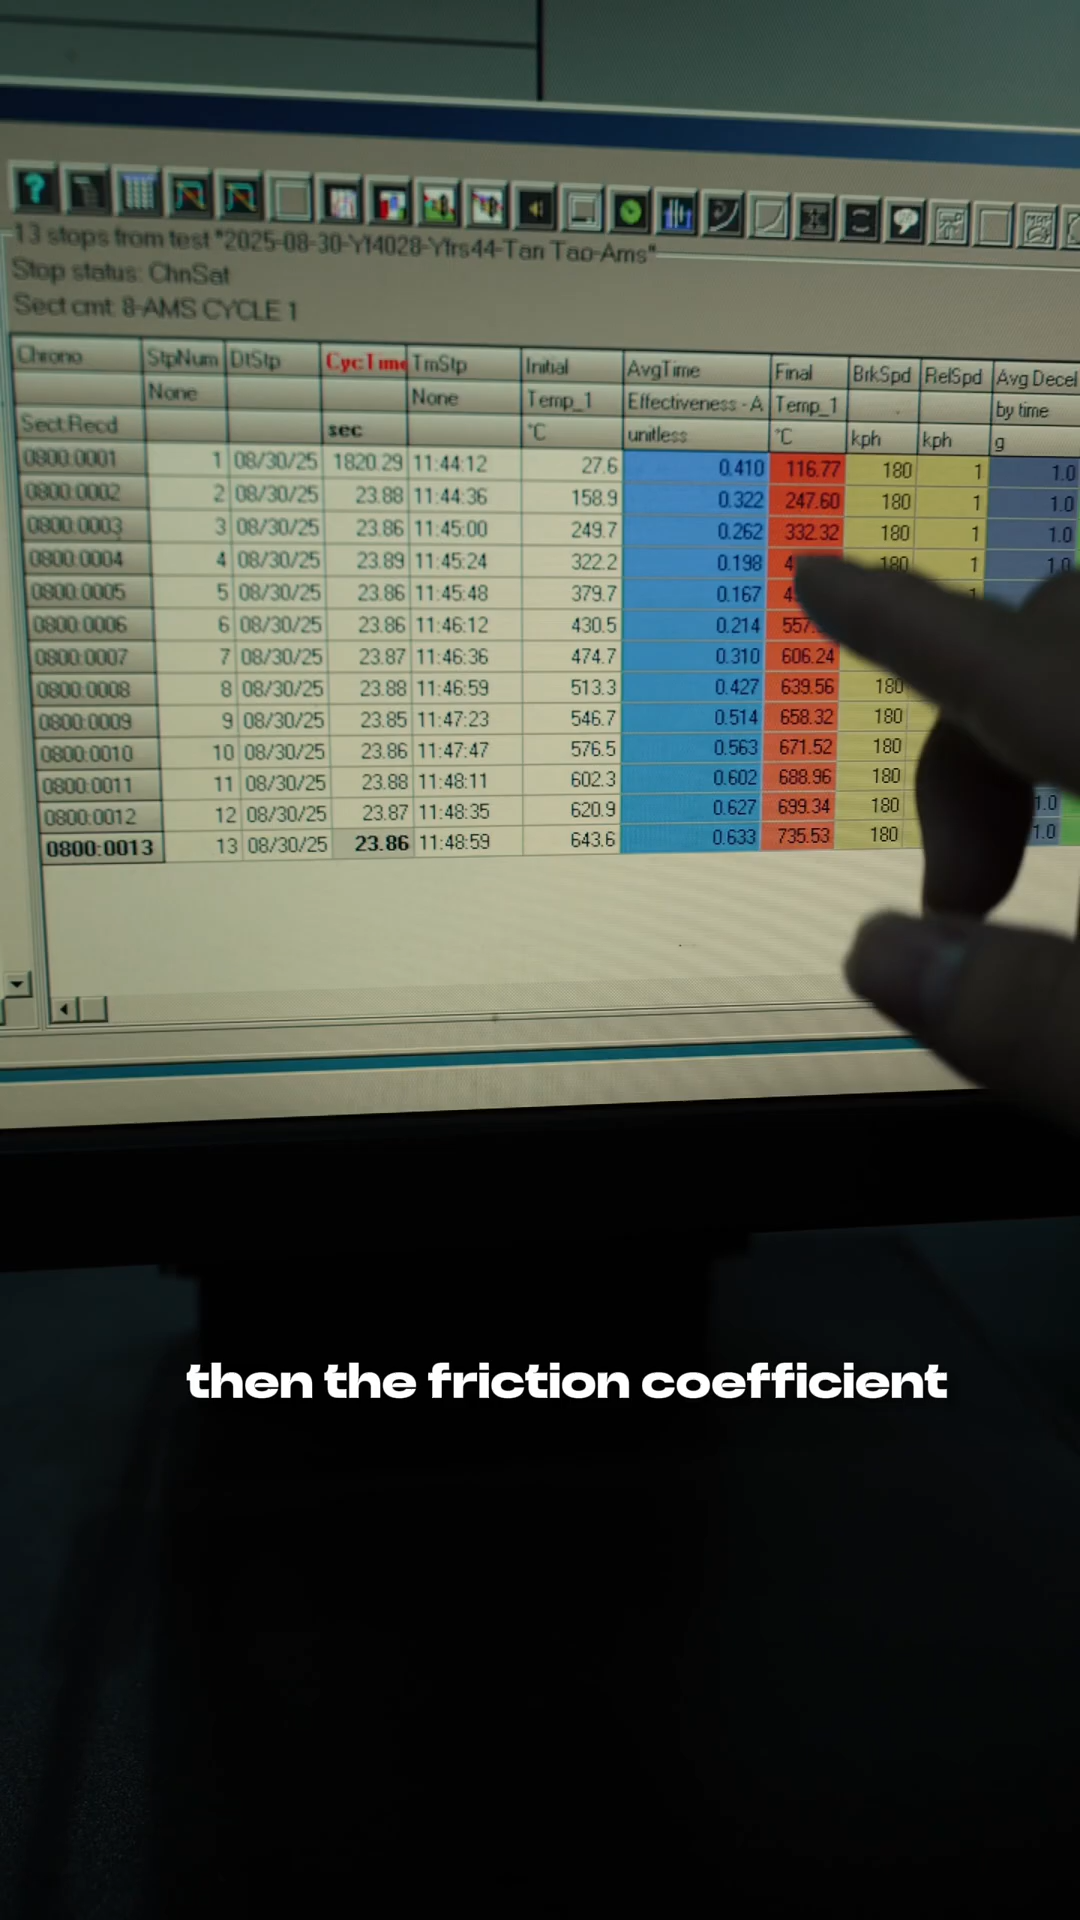 13 stops from test "2025-08-30-Y14028-Yfrs44-Tan Tao-Ams"
Stop status: ChnSat
Sect cmt: 8-AMS CYCLE 1
Chrono StpNum DtStp CycTime TmStp Initial AvgTime Final BrkSpd RelSpd Avg Decel
None None Temp_1 Effectiveness - A Temp_1 by time
Sect:Recd sec °C unitless °C kph kph g
0800:0001 1 08/30/25 1820.29 11:44:12 27.6 0.410 116.77 180 1 1.0
0800:0002 2 08/30/25 23.88 11:44:36 158.9 0.322 247.60 180 1 1.0
0800:0003 3 08/30/25 23.86 11:45:00 249.7 0.262 332.32 180 1 1.0
0800:0004 4 08/30/25 23.89 11:45:24 322.2 0.198 4 180 1 1.0
0800:0005 5 08/30/25 23.86 11:45:48 379.7 0.167 4 1
0800:0006 6 08/30/25 23.86 11:46:12 430.5 0.214 557
0800:0007 7 08/30/25 23.87 11:46:36 474.7 0.310 606.24
0800:0008 8 08/30/25 23.88 11:46:59 513.3 0.427 639.56 180
0800:0009 9 08/30/25 23.85 11:47:23 546.7 0.514 658.32 180
0800:0010 10 08/30/25 23.86 11:47:47 576.5 0.563 671.52 180
0800:0011 11 08/30/25 23.88 11:48:11 602.3 0.602 688.96 180
0800:0012 12 08/30/25 23.87 11:48:35 620.9 0.627 699.34 180 1.0
0800:0013 13 08/30/25 23.86 11:48:59 643.6 0.633 735.53 180 1.0
then the friction coefficient